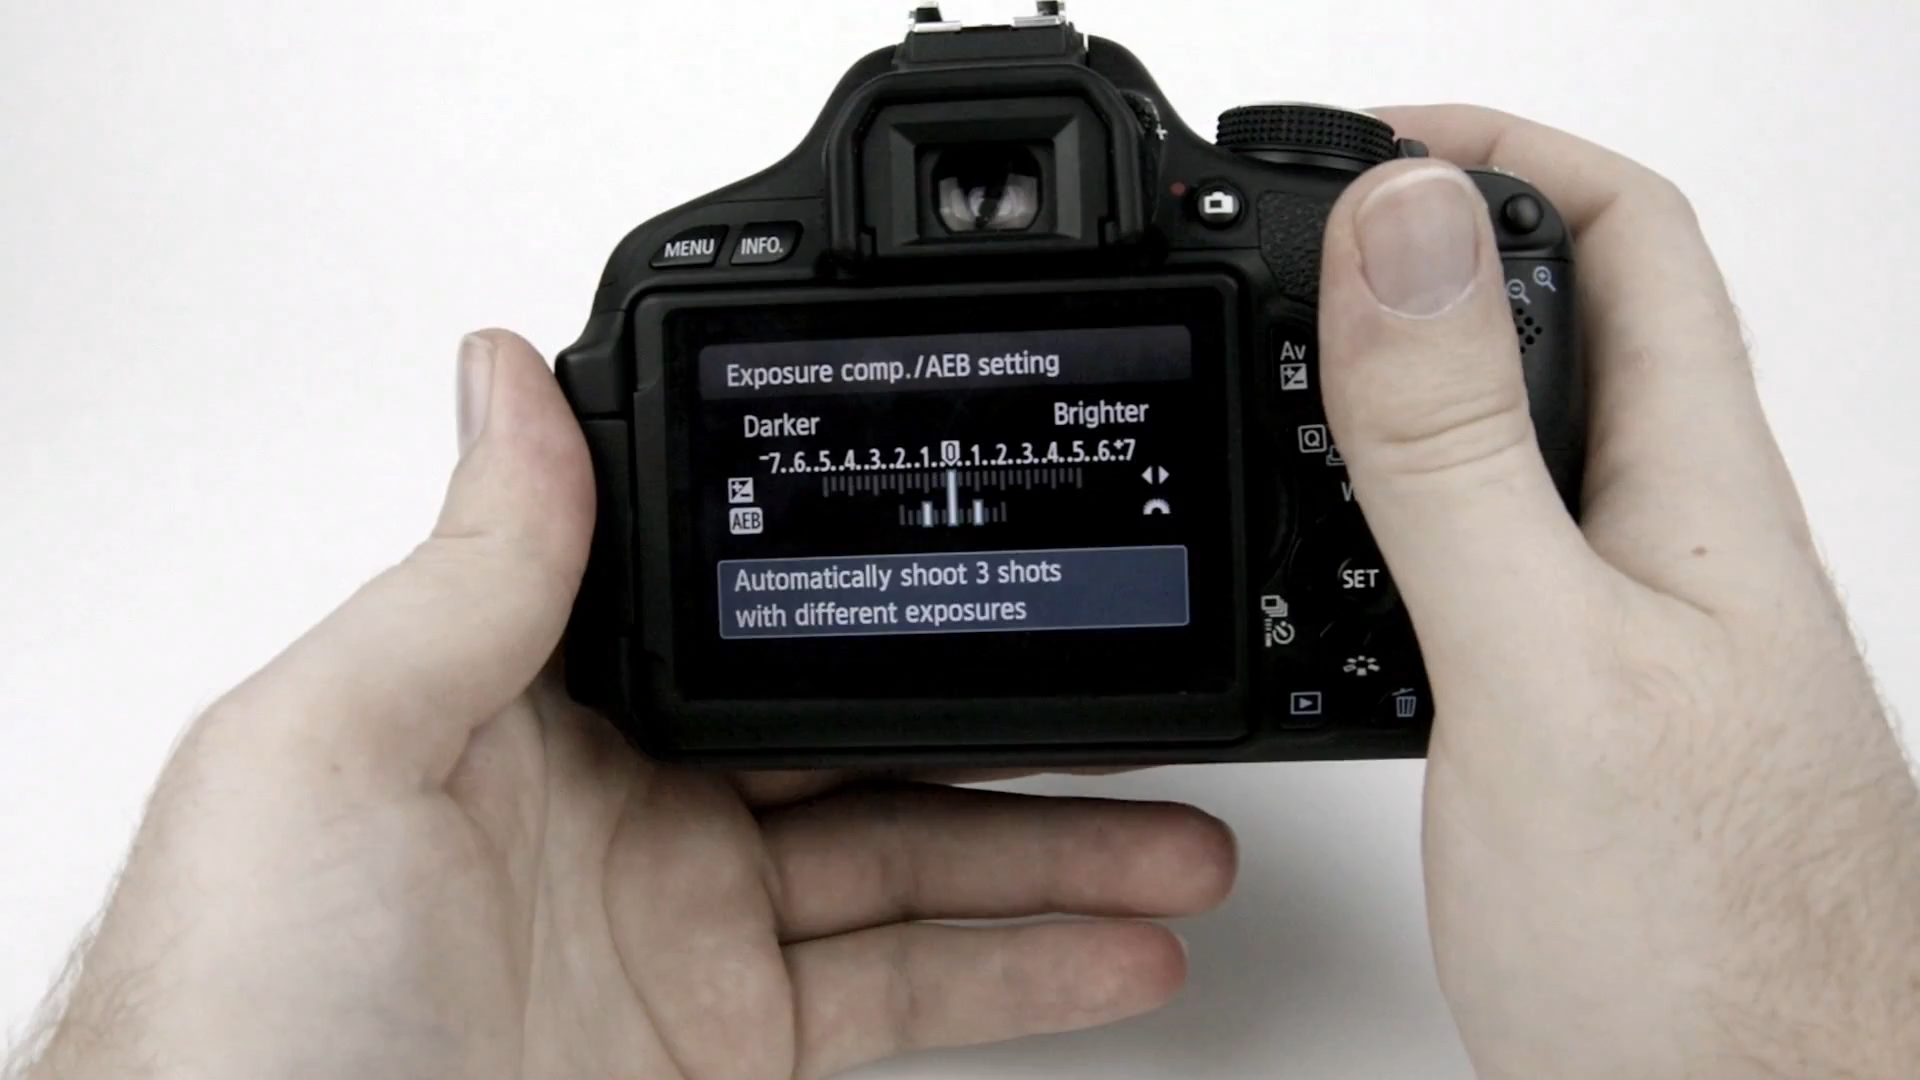 MENU INFO.
Exposure comp./AEB setting
Darker Brighter
-7..6..5..4..3..2..1..0..1..2..3..4..5..6..+7
AEB
Automatically shoot 3 shots
with different exposures
Av
Q
SET